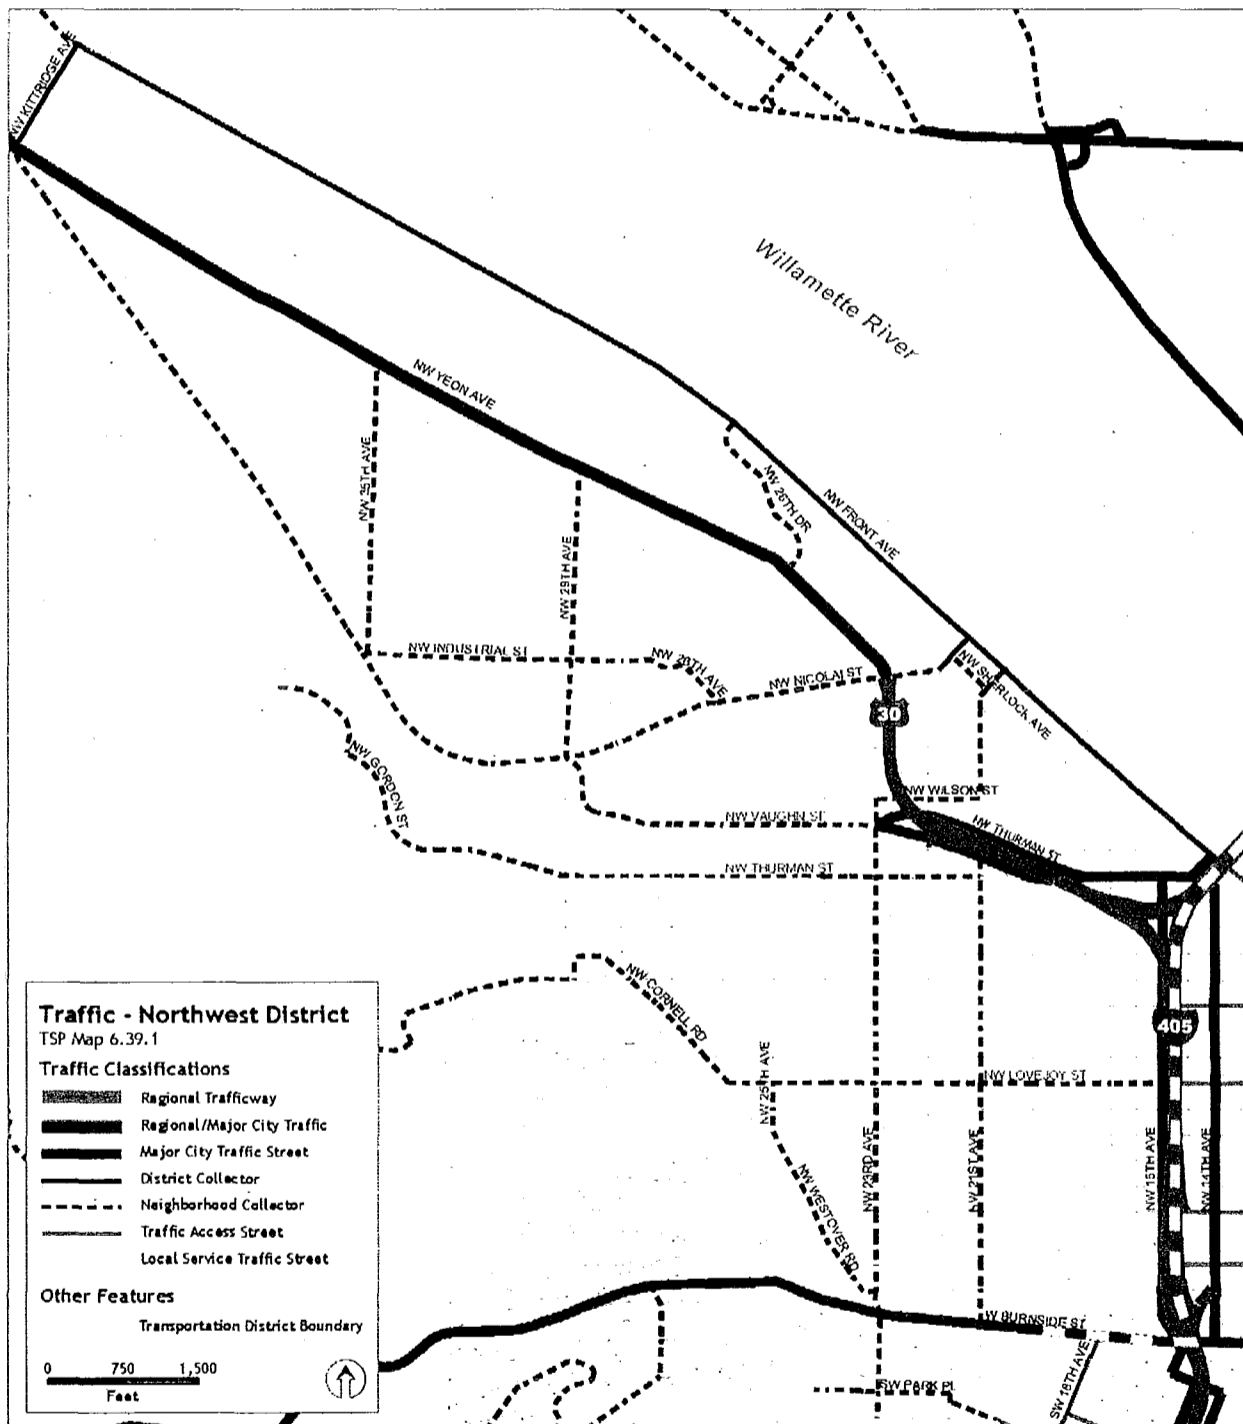 NW KITTRIDGE AVE
Willamette River
NW YEON AVE
NW 35TH AVE
NW 29TH AVE
NW 26TH DR
NW FRONT AVE
NW INDUSTRIAL ST
NW 26TH AVE
NW NICOLAI ST
NW SHERLOCK AVE
30
NW GORDON ST
NW WILSON ST
NW VAUGHN ST
NW THURMAN ST
NW THURMAN ST
NW CORNELL RD
405
NW 25TH AVE
NW LOVEJOY ST
NW WESTOVER RD
NW 23RD AVE
NW 21ST AVE
NW 15TH AVE
NW 14TH AVE
W BURNSIDE ST
SW PARK PL
SW 18TH AVE
Traffic - Northwest District
TSP Map 6.39.1
Traffic Classifications
Regional Trafficway
Regional/Major City Traffic
Major City Traffic Street
District Collector
Neighborhood Collector
Traffic Access Street
Local Service Traffic Street
Other Features
Transportation District Boundary
0 750 1,500
Feet